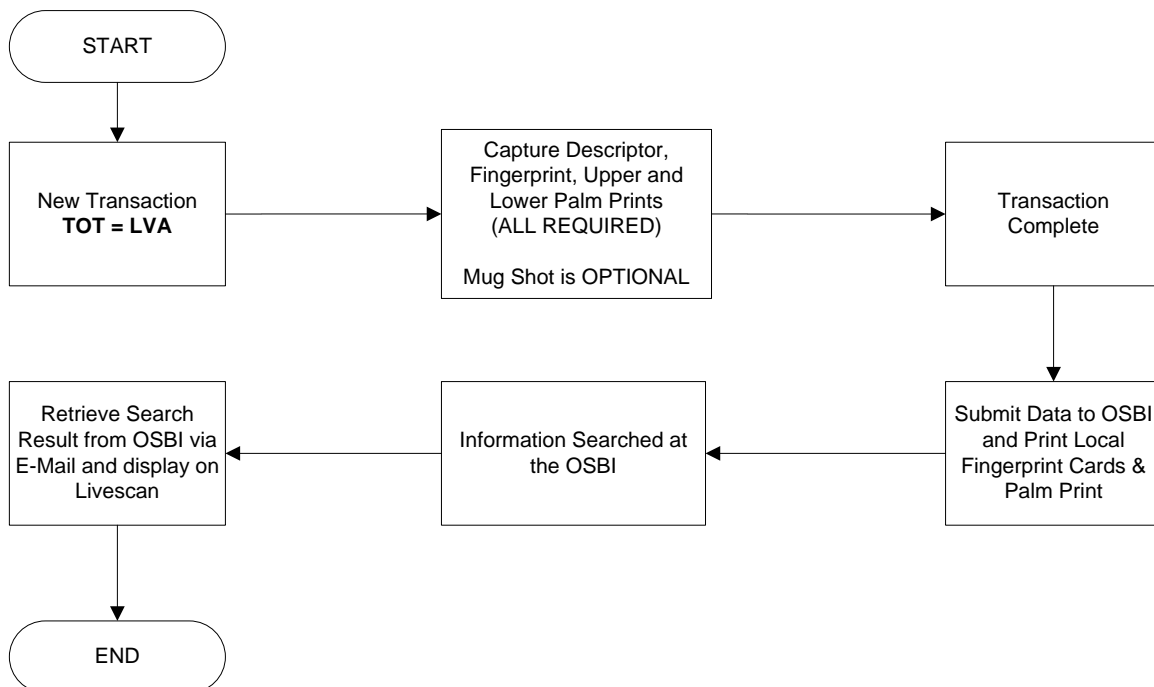 START
New Transaction
TOT = LVA
Capture Descriptor,
Fingerprint, Upper and
Lower Palm Prints
(ALL REQUIRED)
Mug Shot is OPTIONAL
Transaction
Complete
Submit Data to OSBI
and Print Local
Fingerprint Cards &
Palm Print
Information Searched at
the OSBI
Retrieve Search
Result from OSBI via
E-Mail and display on
Livescan
END